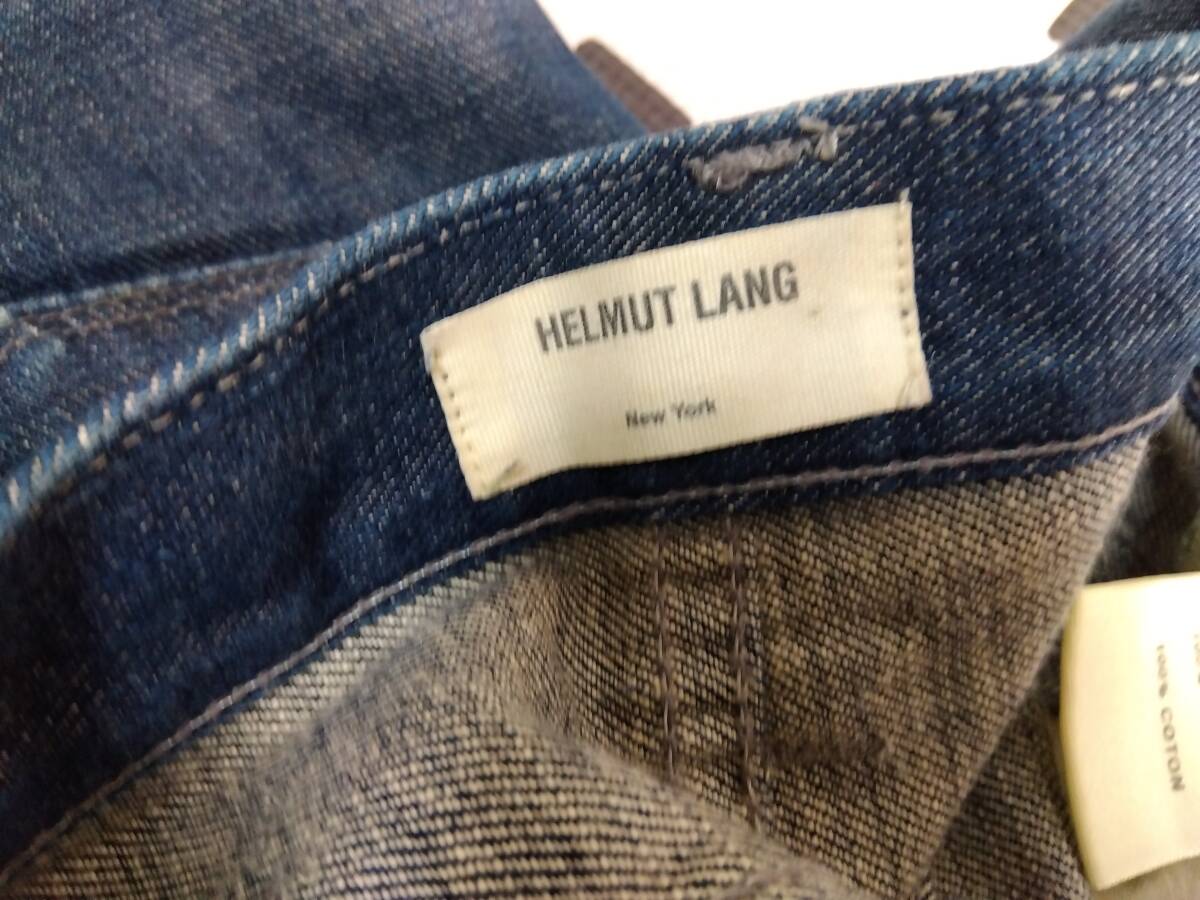 HELMUT LANG
New York
100% COTTON